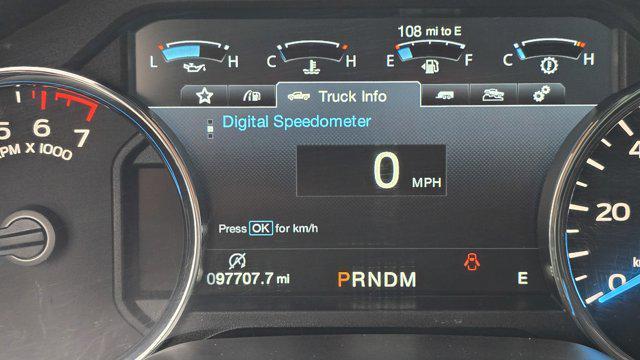 108 mi to E
L H C H E F C H
Truck Info
Digital Speedometer
0 MPH
Press OK for km/h
097707.7 mi PRNDM E
5 6 7
RPM X 1000
20
0